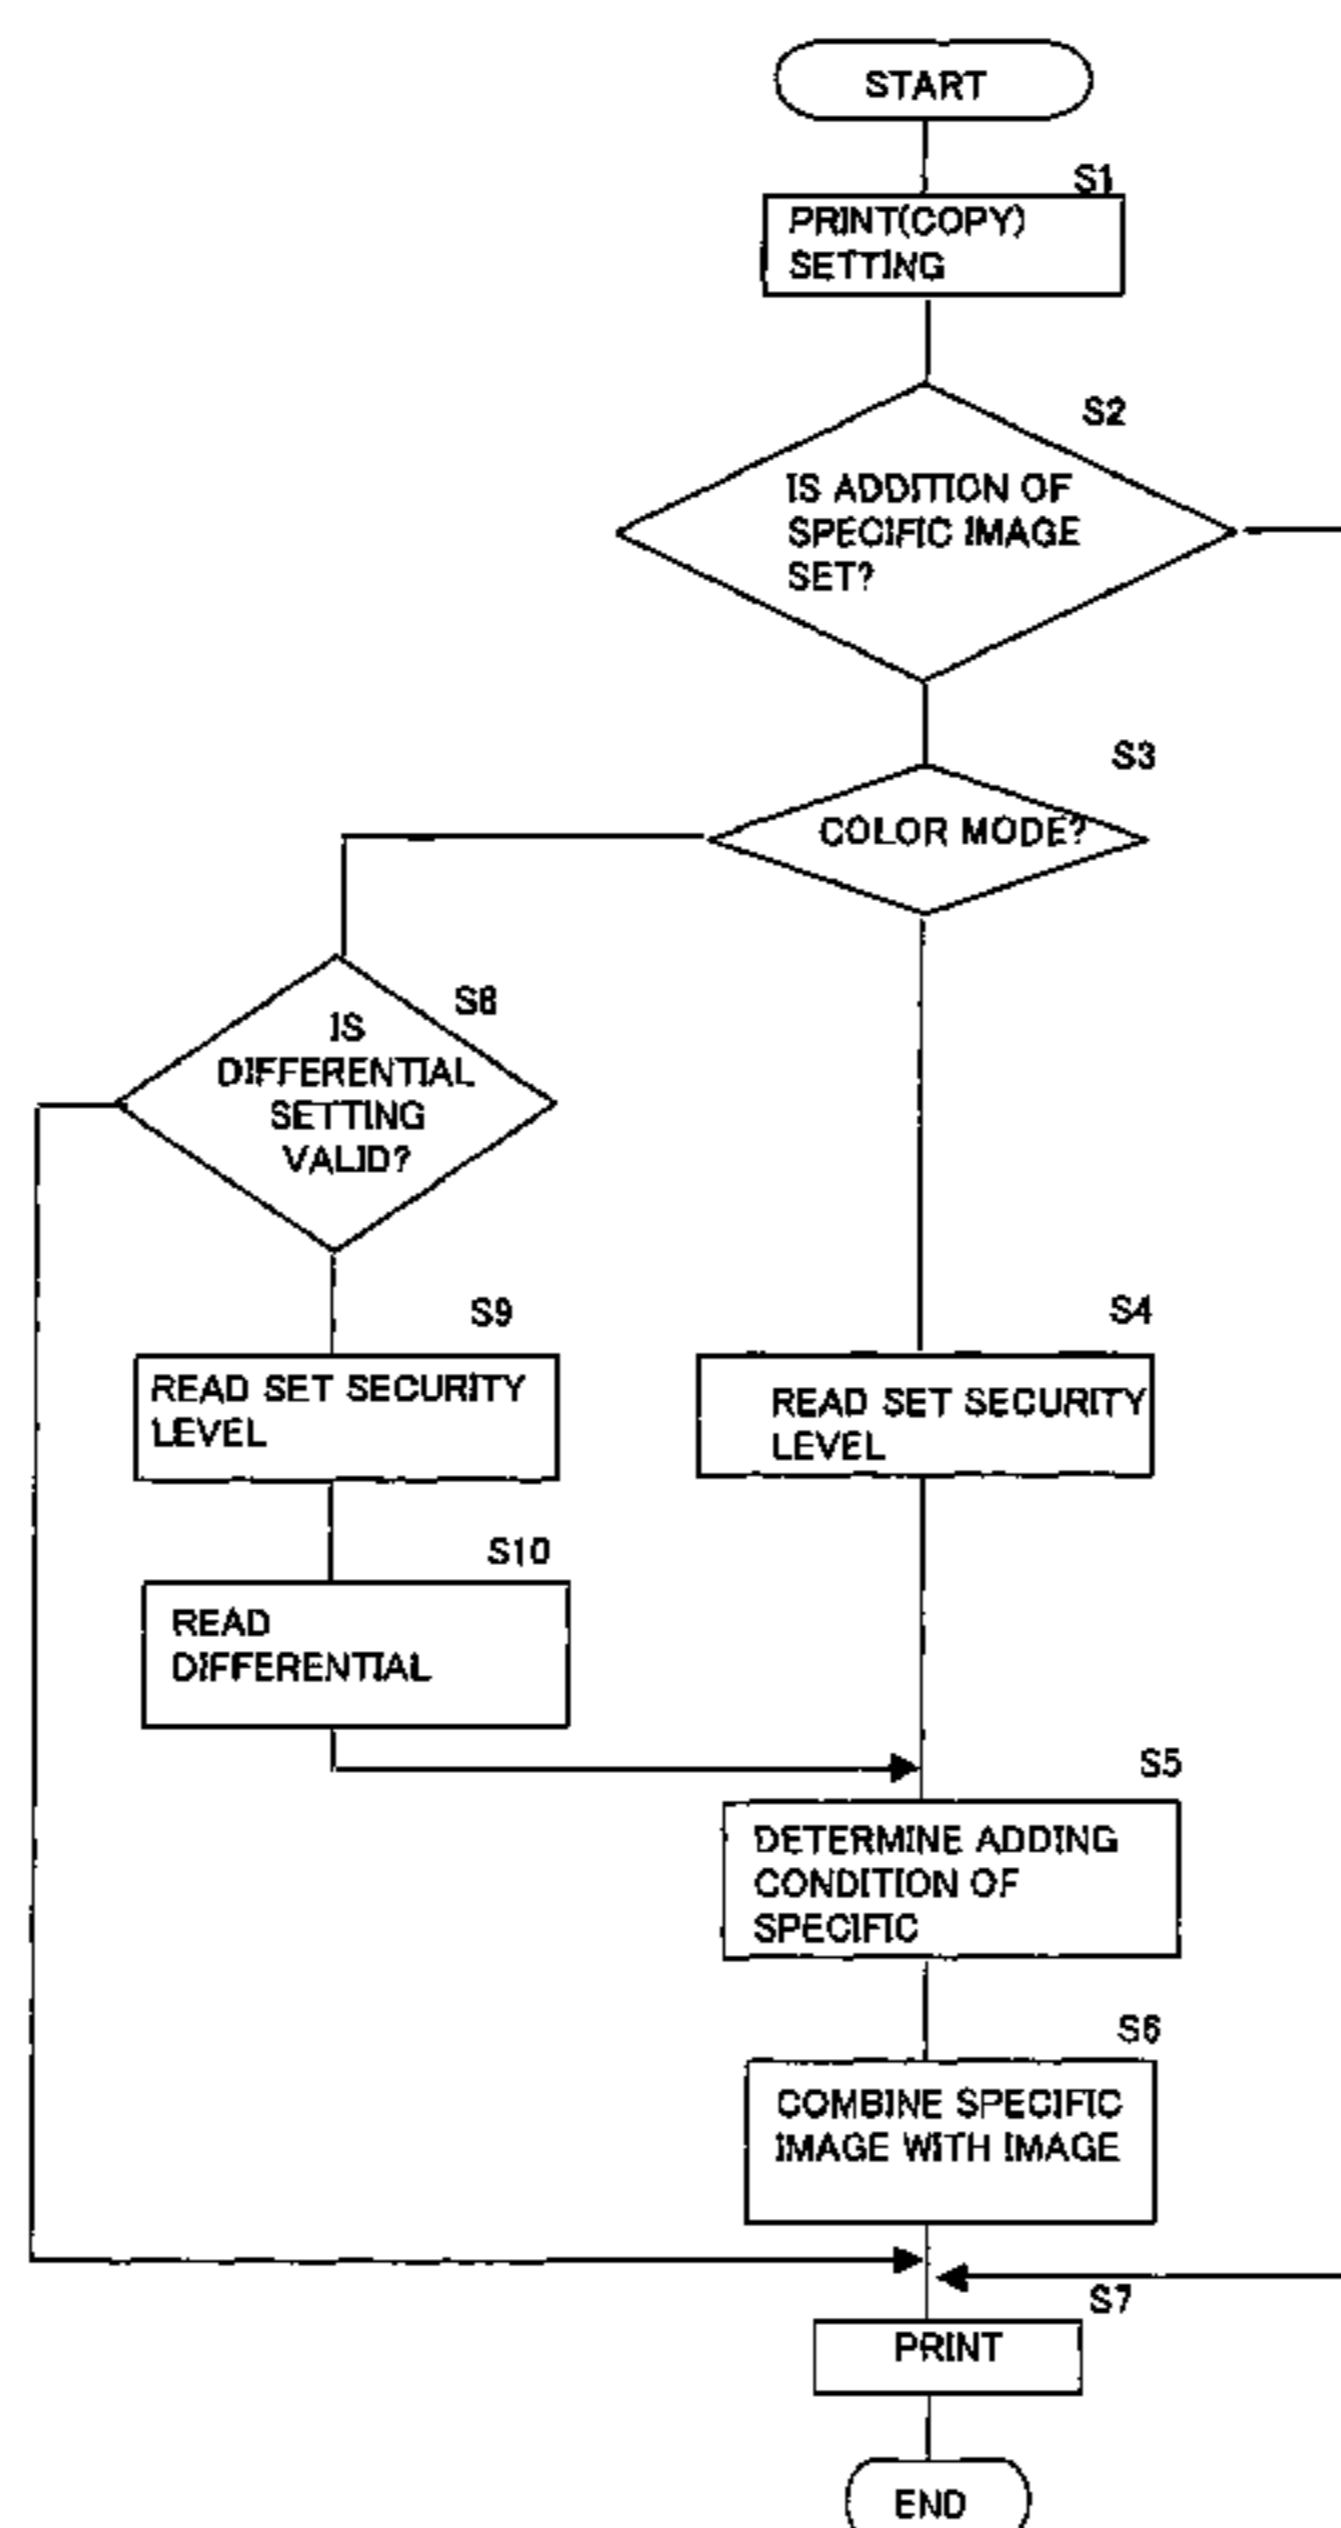 START
S1
PRINT(COPY)
SETTING
S2
IS ADDITION OF
SPECIFIC IMAGE
SET?
S3
COLOR MODE?
S8
IS
DIFFERENTIAL
SETTING
VALID?
S9
READ SET SECURITY
LEVEL
S4
READ SET SECURITY
LEVEL
S10
READ
DIFFERENTIAL
S5
DETERMINE ADDING
CONDITION OF
SPECIFIC
S6
COMBINE SPECIFIC
IMAGE WITH IMAGE
S7
PRINT
END